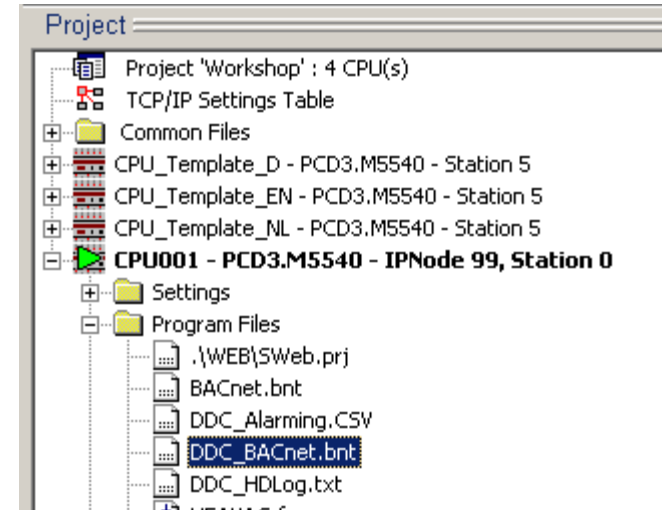 Project
Project 'Workshop' : 4 CPU(s)
TCP/IP Settings Table
Common Files
CPU_Template_D - PCD3.M5540 - Station 5
CPU_Template_EN - PCD3.M5540 - Station 5
CPU_Template_NL - PCD3.M5540 - Station 5
CPU001 - PCD3.M5540 - IPNode 99, Station 0
Settings
Program Files
.\WEB\SWeb.prj
BACnet.bnt
DDC_Alarming.CSV
DDC_BACnet.bnt
DDC_HDLog.txt